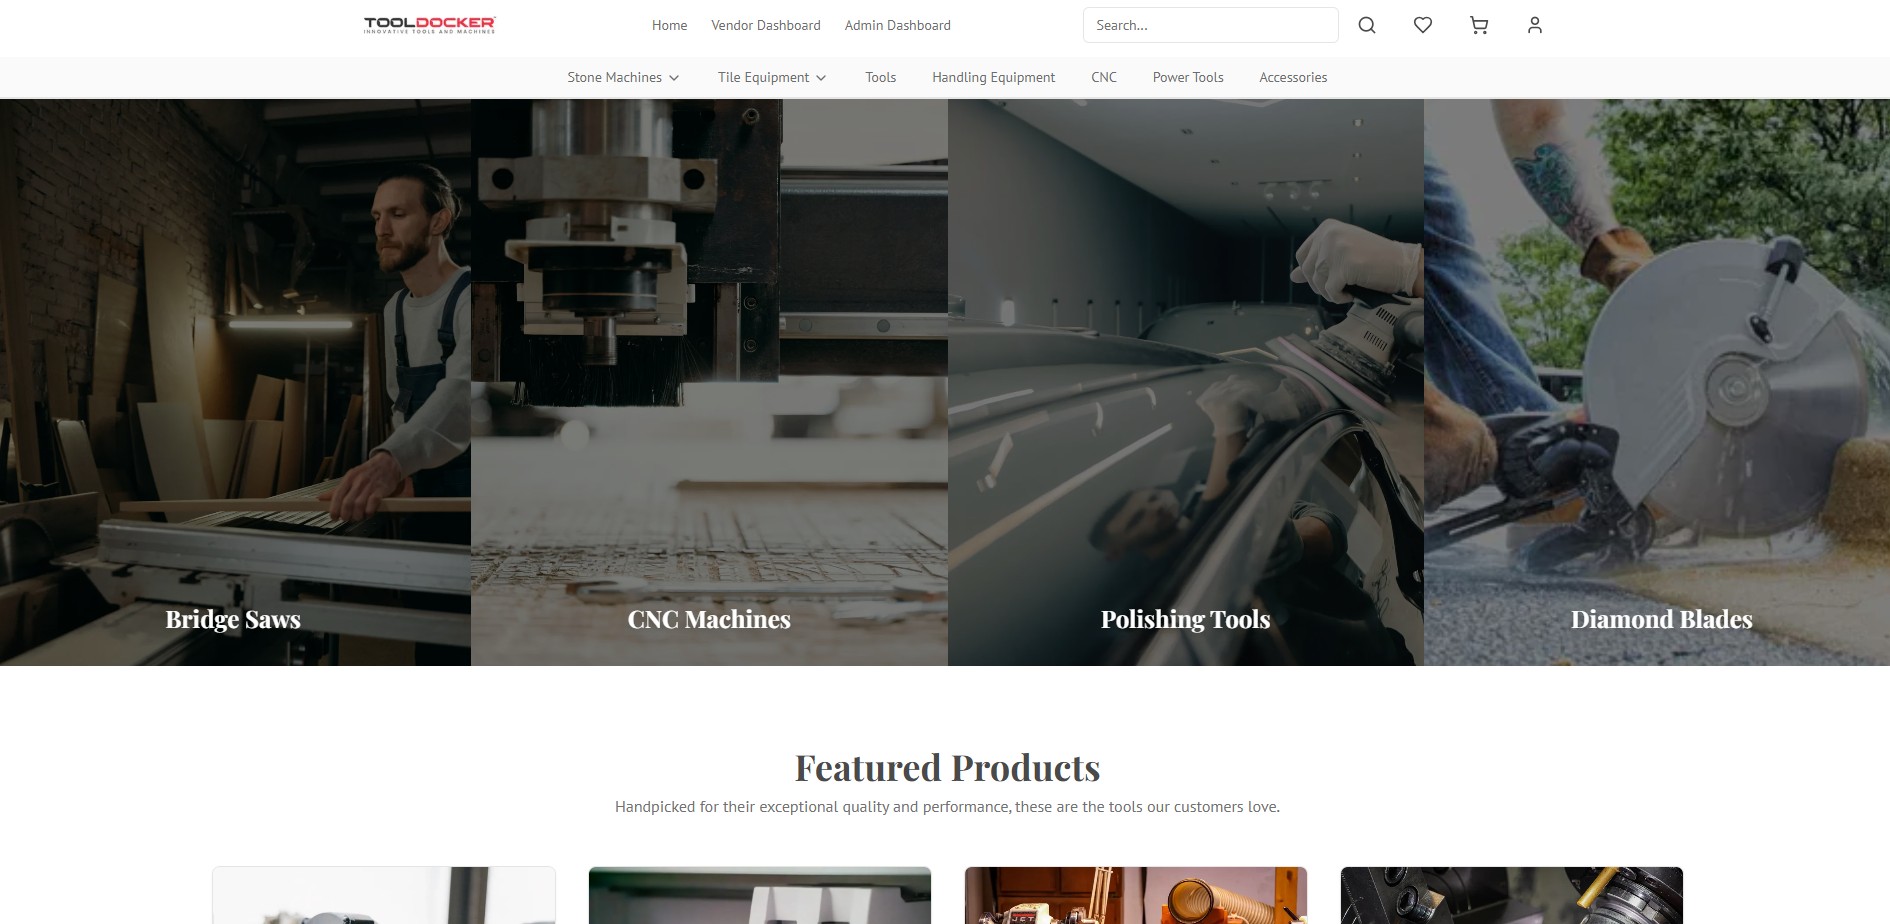 TOOLDOCKER
INNOVATIVE TOOLS AND MACHINES
Home Vendor Dashboard Admin Dashboard Search...
Stone Machines Tile Equipment Tools Handling Equipment CNC Power Tools Accessories
Bridge Saws CNC Machines Polishing Tools Diamond Blades
Featured Products
Handpicked for their exceptional quality and performance, these are the tools our customers love.
JET